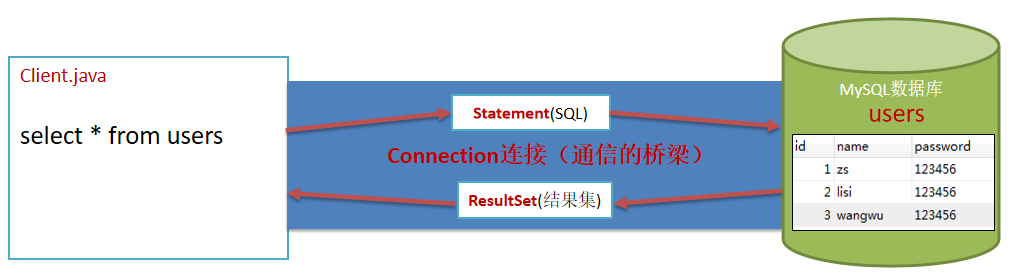 Client.java
select * from users
Statement(SQL)
Connection连接（通信的桥梁）
ResultSet(结果集)
MySQL数据库
users
id name password
1 zs 123456
2 lisi 123456
3 wangwu 123456